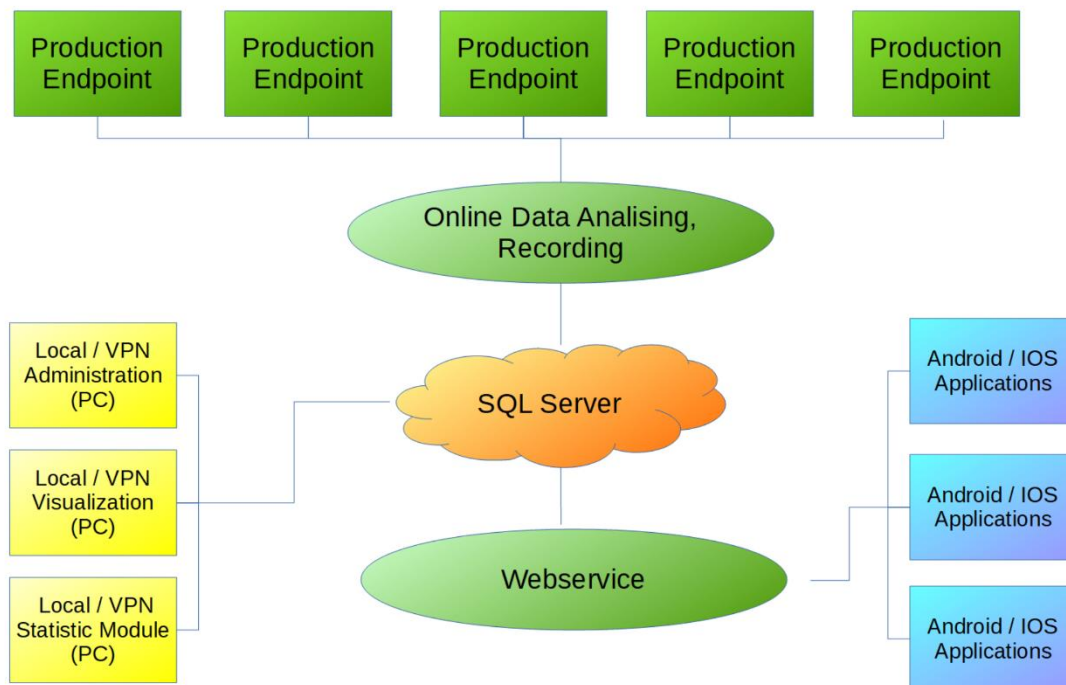 Production
Endpoint
Production
Endpoint
Production
Endpoint
Production
Endpoint
Production
Endpoint
Online Data Analising,
Recording
Local / VPN
Administration
(PC)
SQL Server
Android / IOS
Applications
Local / VPN
Visualization
(PC)
Android / IOS
Applications
Webservice
Local / VPN
Statistic Module
(PC)
Android / IOS
Applications